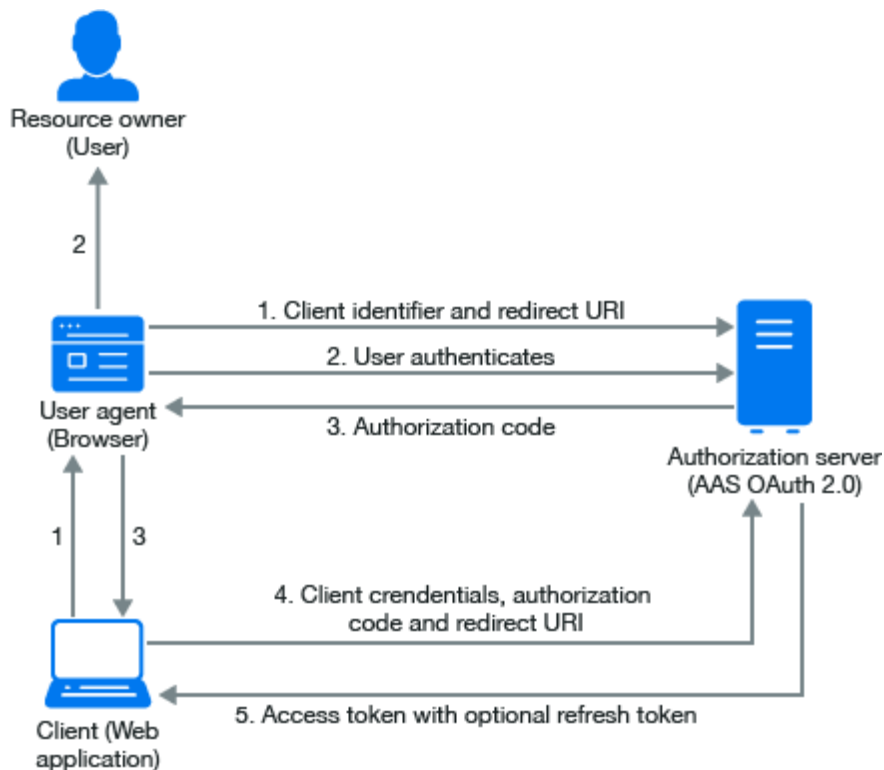 Resource owner
(User)
2
1. Client identifier and redirect URI
2. User authenticates
3. Authorization code
User agent
(Browser)
Authorization server
(AAS OAuth 2.0)
1
3
4. Client crendentials, authorization
code and redirect URI
5. Access token with optional refresh token
Client (Web
application)